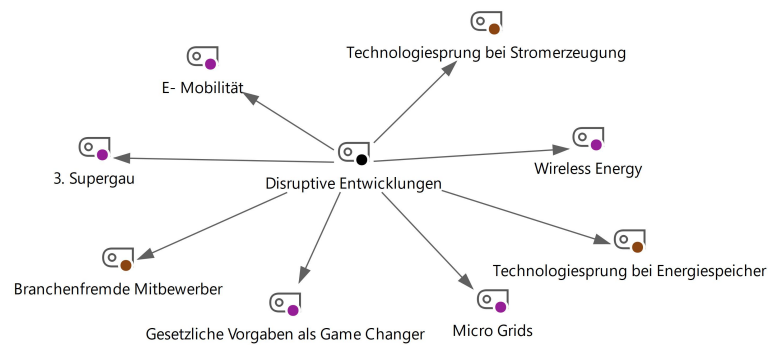 Technologiesprung bei Stromerzeugung
E- Mobilität
Wireless Energy
3. Supergau
Disruptive Entwicklungen
Technologiesprung bei Energiespeicher
Branchenfremde Mitbewerber
Micro Grids
Gesetzliche Vorgaben als Game Changer